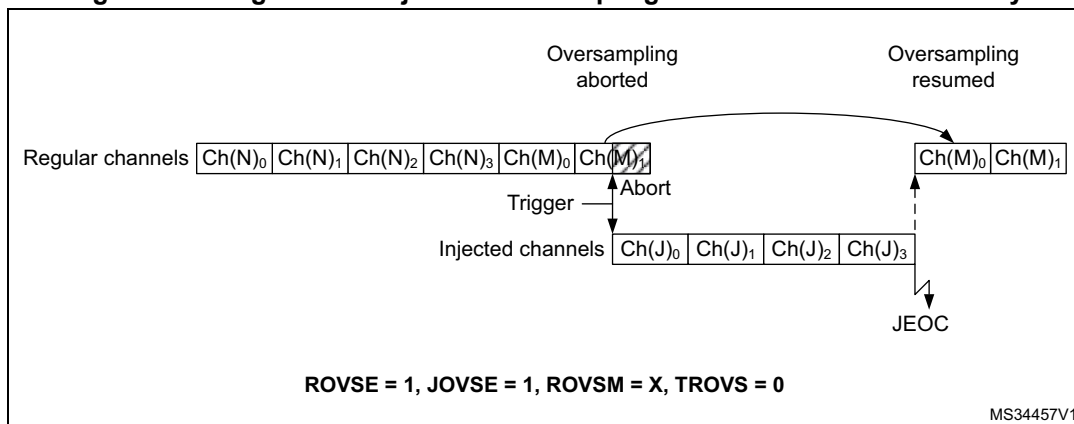 Oversampling
aborted
Oversampling
resumed
Regular channels
Ch(N)₀ Ch(N)₁ Ch(N)₂ Ch(N)₃ Ch(M)₀ Ch(M)₁
Ch(M)₀ Ch(M)₁
Abort
Trigger
Injected channels
Ch(J)₀ Ch(J)₁ Ch(J)₂ Ch(J)₃
JEOC
ROVSE = 1, JOVSE = 1, ROVSM = X, TROVS = 0
MS34457V1